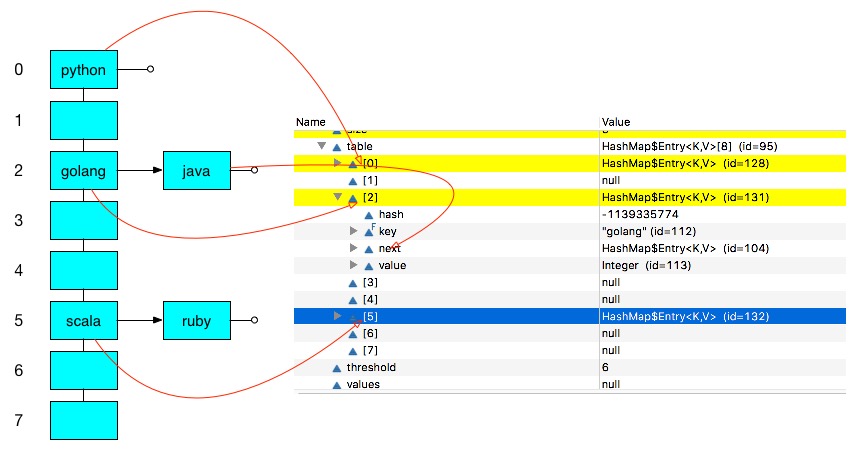 0 python
1
2 golang java
3
4
5 scala ruby
6
7
Name Value
table HashMap$Entry<K,V>[8] (id=95)
[0] HashMap$Entry<K,V> (id=128)
[1] null
[2] HashMap$Entry<K,V> (id=131)
hash -1139335774
F key "golang" (id=112)
next HashMap$Entry<K,V> (id=104)
value Integer (id=113)
[3] null
[4] null
[5] HashMap$Entry<K,V> (id=132)
[6] null
[7] null
threshold 6
values null